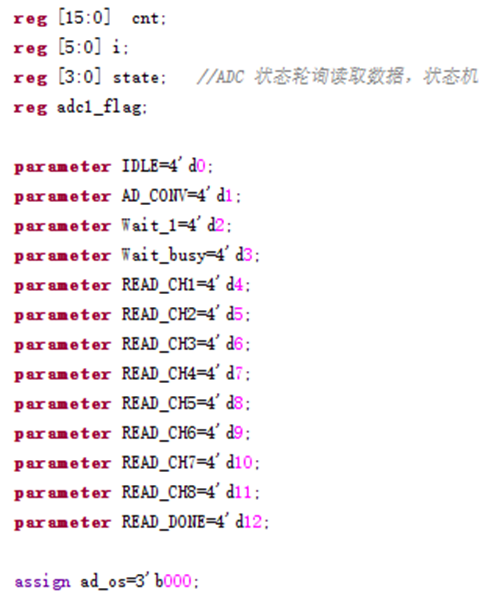 reg [15:0]  cnt;
reg [5:0] i;
reg [3:0] state;   //ADC 状态轮询读取数据，状态机
reg adc1_flag;
parameter IDLE=4'd0;
parameter AD_CONV=4'd1;
parameter Wait_1=4'd2;
parameter Wait_busy=4'd3;
parameter READ_CH1=4'd4;
parameter READ_CH2=4'd5;
parameter READ_CH3=4'd6;
parameter READ_CH4=4'd7;
parameter READ_CH5=4'd8;
parameter READ_CH6=4'd9;
parameter READ_CH7=4'd10;
parameter READ_CH8=4'd11;
parameter READ_DONE=4'd12;
assign ad_os=3'b000;